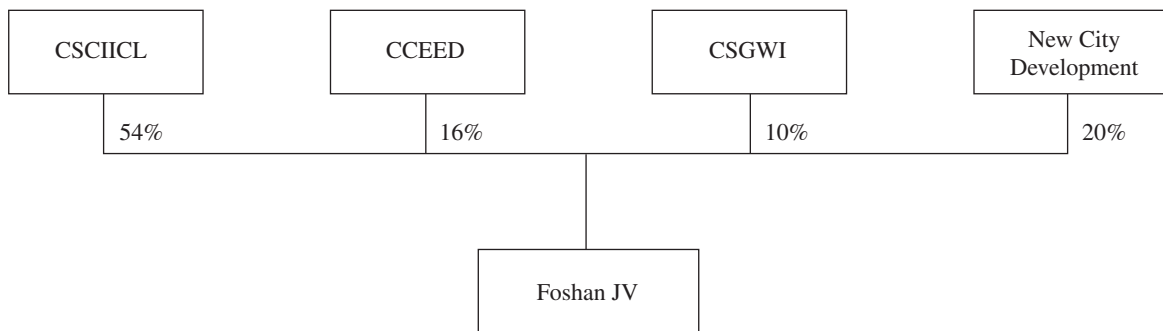 CSCIICL
CCEED
CSGWI
New City
Development
54%
16%
10%
20%
Foshan JV